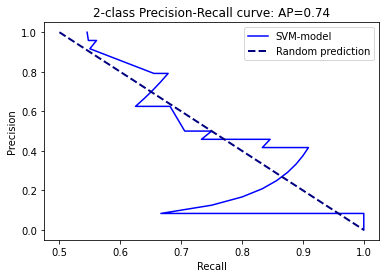 2-class Precision-Recall curve: AP=0.74
SVM-model
Random prediction
Precision
1.0
0.8
0.6
0.4
0.2
0.0
0.5 0.6 0.7 0.8 0.9 1.0
Recall